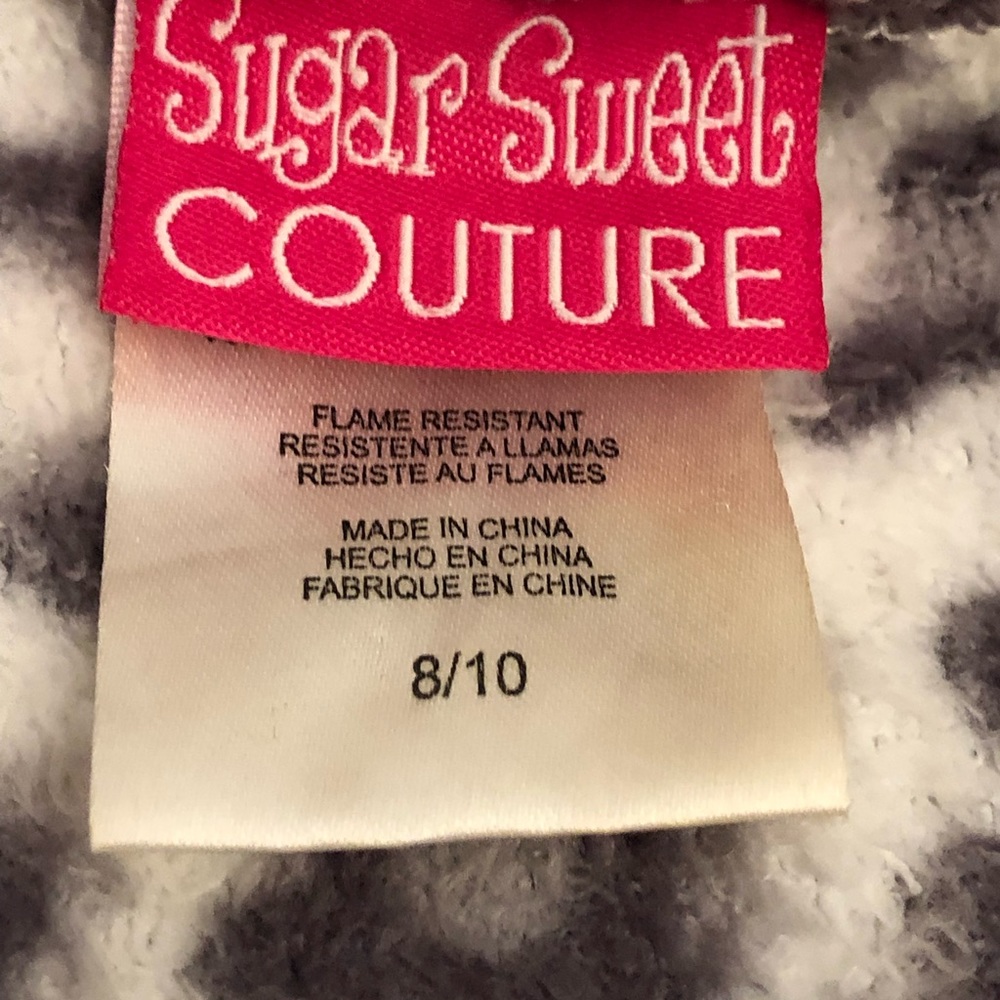 Sugar Sweet
COUTURE
FLAME RESISTANT
RESISTENTE A LLAMAS
RESISTE AU FLAMES
MADE IN CHINA
HECHO EN CHINA
FABRIQUE EN CHINE
8/10